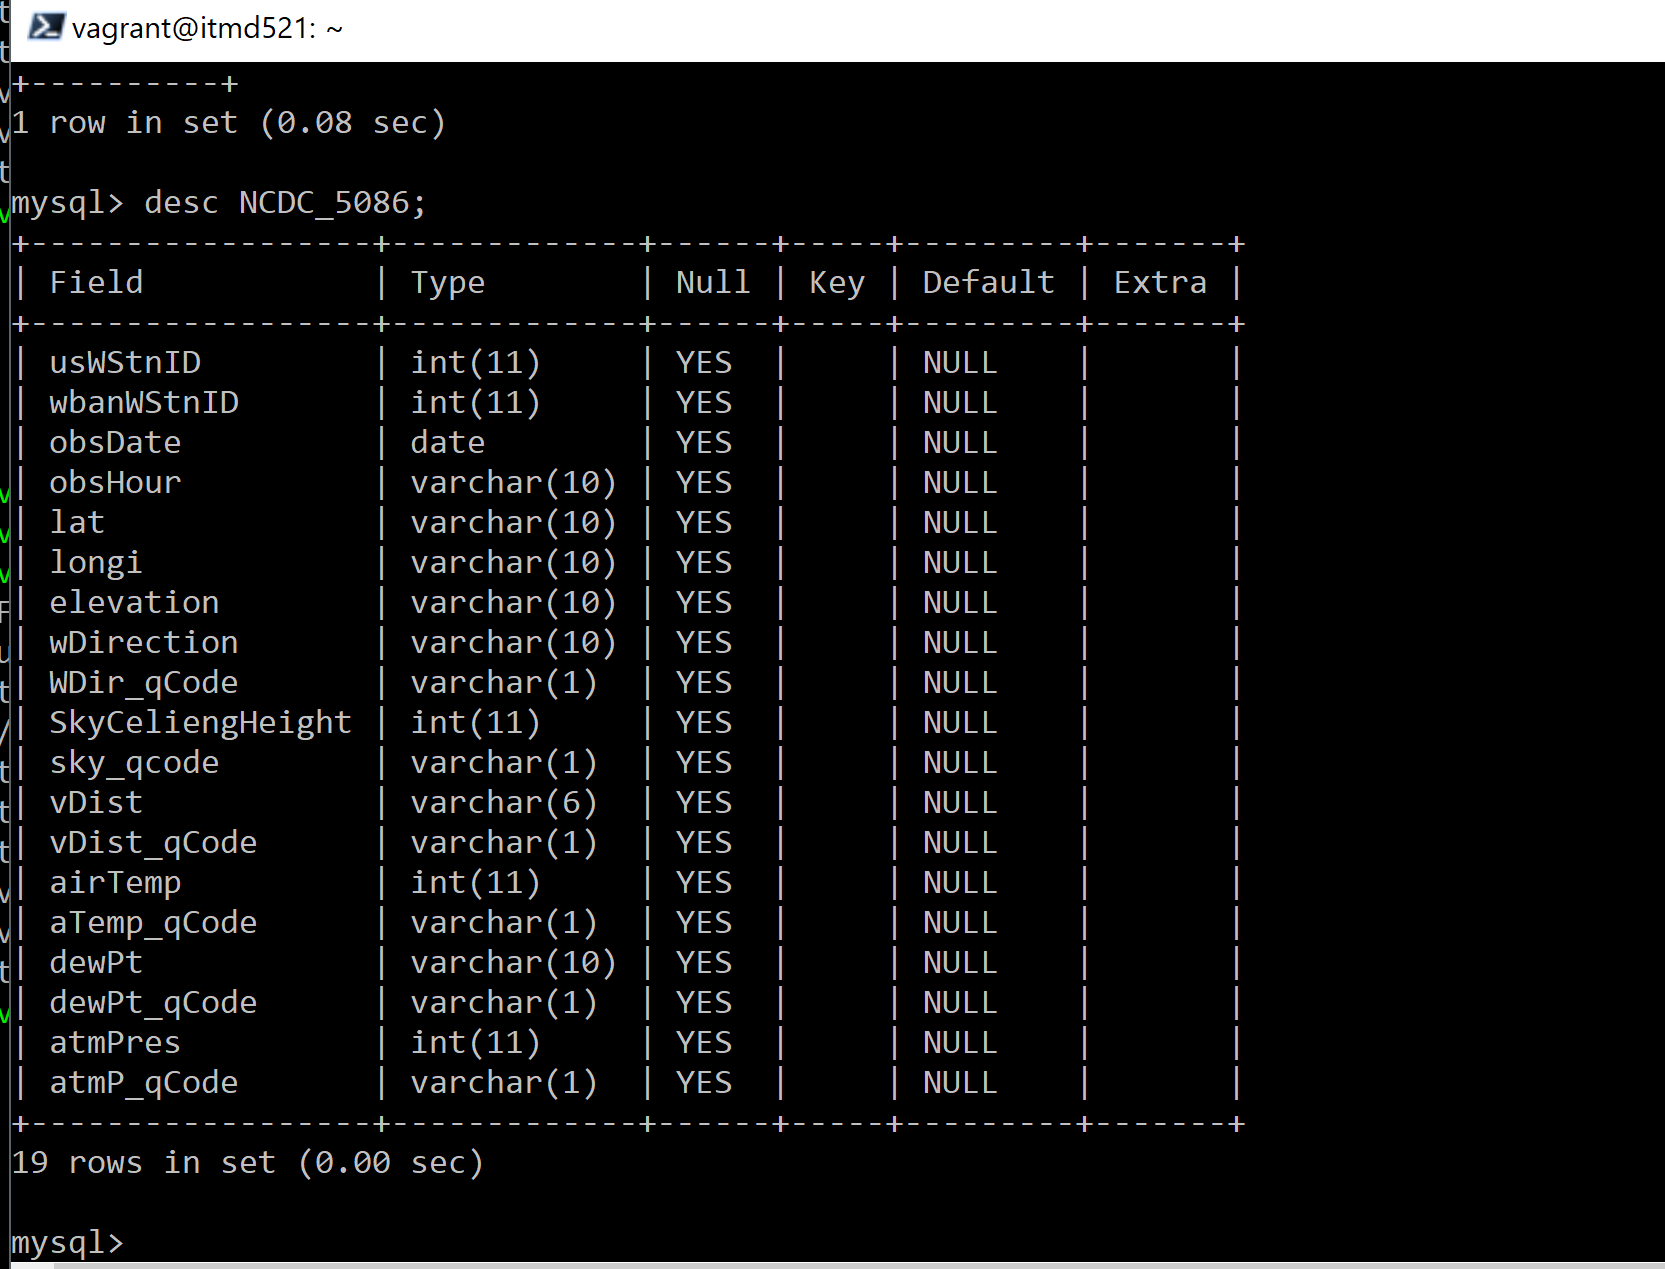 vagrant@itmd521: ~
+----------+
1 row in set (0.08 sec)
mysql> desc NCDC_5086;
+------------------+-------------+------+-----+---------+-------+
| Field            | Type        | Null | Key | Default | Extra |
+------------------+-------------+------+-----+---------+-------+
| usWStnID         | int(11)     | YES  |     | NULL    |       |
| wbanWStnID       | int(11)     | YES  |     | NULL    |       |
| obsDate          | date        | YES  |     | NULL    |       |
| obsHour          | varchar(10) | YES  |     | NULL    |       |
| lat              | varchar(10) | YES  |     | NULL    |       |
| longi            | varchar(10) | YES  |     | NULL    |       |
| elevation        | varchar(10) | YES  |     | NULL    |       |
| wDirection       | varchar(10) | YES  |     | NULL    |       |
| WDir_qCode       | varchar(1)  | YES  |     | NULL    |       |
| SkyCeliengHeight | int(11)     | YES  |     | NULL    |       |
| sky_qcode        | varchar(1)  | YES  |     | NULL    |       |
| vDist            | varchar(6)  | YES  |     | NULL    |       |
| vDist_qCode      | varchar(1)  | YES  |     | NULL    |       |
| airTemp          | int(11)     | YES  |     | NULL    |       |
| aTemp_qCode      | varchar(1)  | YES  |     | NULL    |       |
| dewPt            | varchar(10) | YES  |     | NULL    |       |
| dewPt_qCode      | varchar(1)  | YES  |     | NULL    |       |
| atmPres          | int(11)     | YES  |     | NULL    |       |
| atmP_qCode       | varchar(1)  | YES  |     | NULL    |       |
+------------------+-------------+------+-----+---------+-------+
19 rows in set (0.00 sec)
mysql>